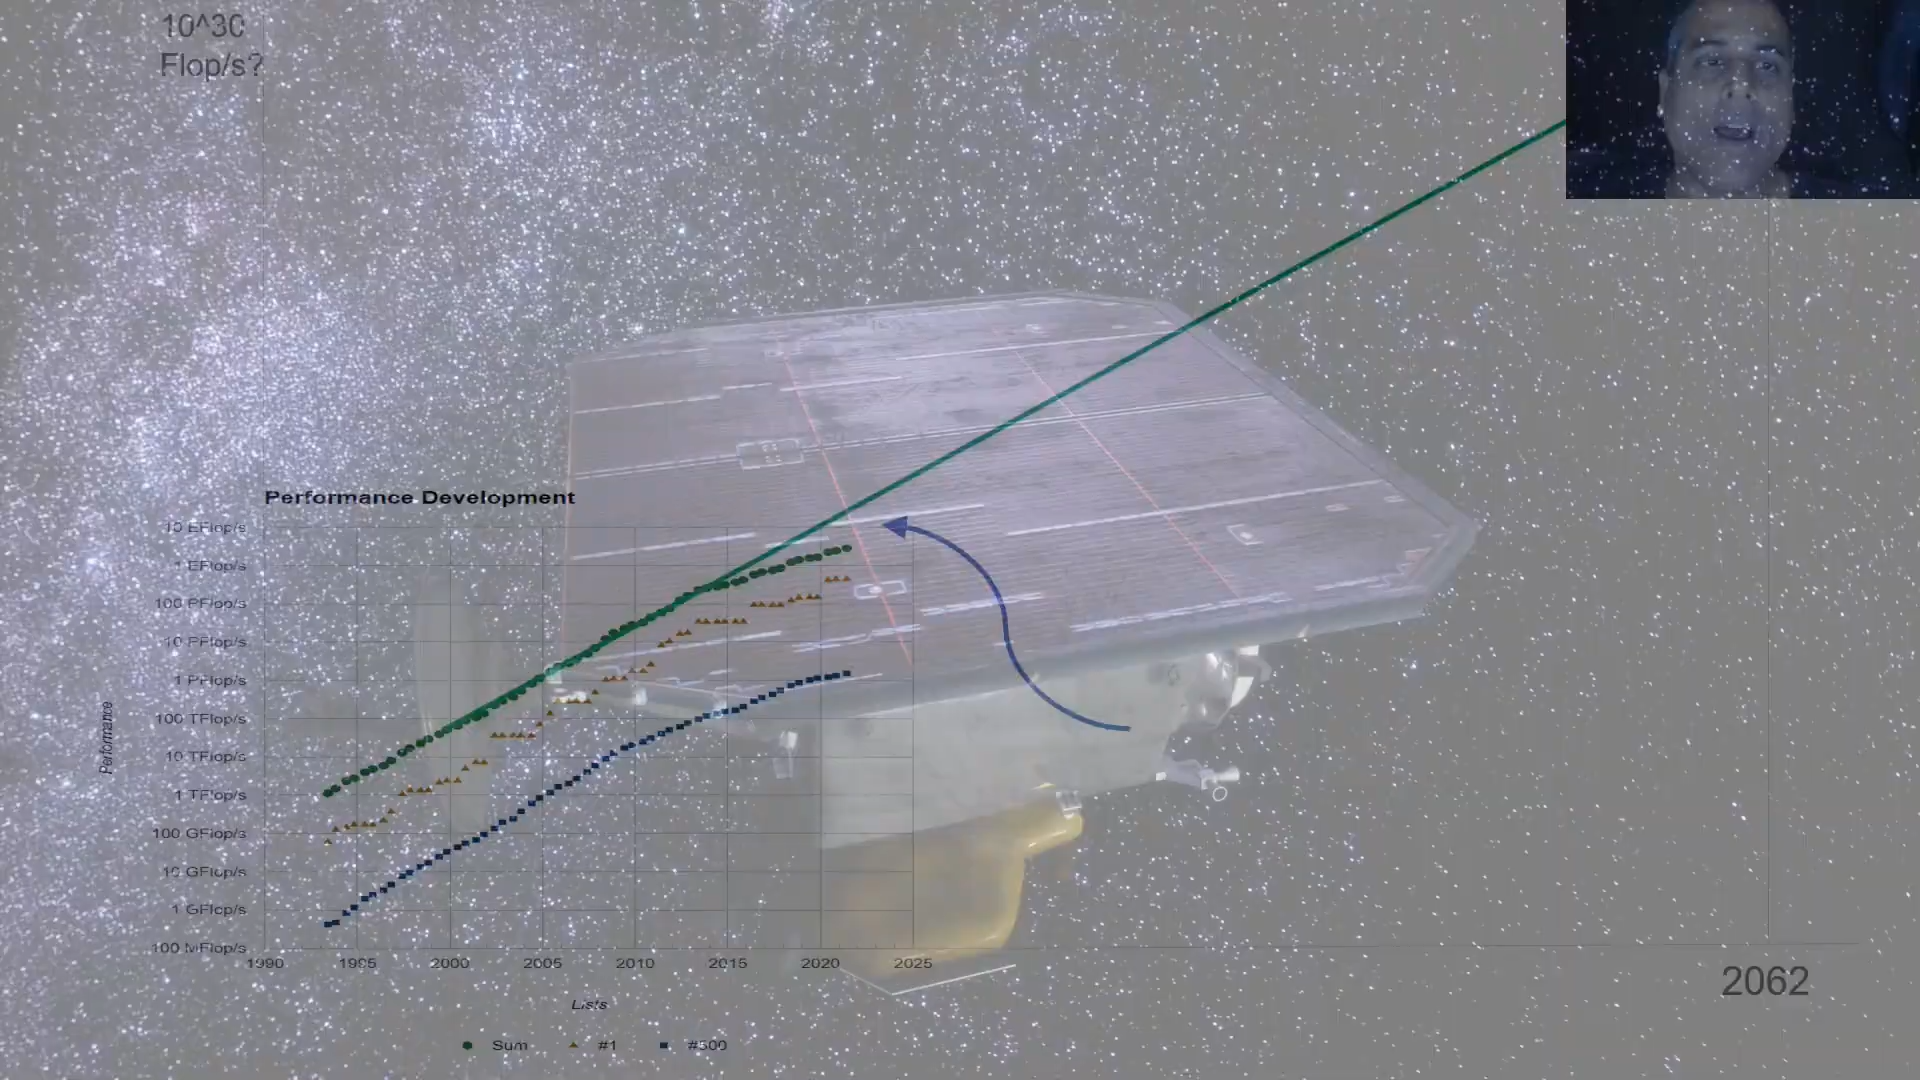 10^30
Flop/s?
Performance Development
10 EFlop/s
1 EFlop/s
100 PFlop/s
10 PFlop/s
1 PFlop/s
100 TFlop/s
10 TFlop/s
1 TFlop/s
100 GFlop/s
10 GFlop/s
1 GFlop/s
100 MFlop/s
Performance
1990 1995 2000 2005 2010 2015 2020 2025
2062
Lists
Sum #1 #500